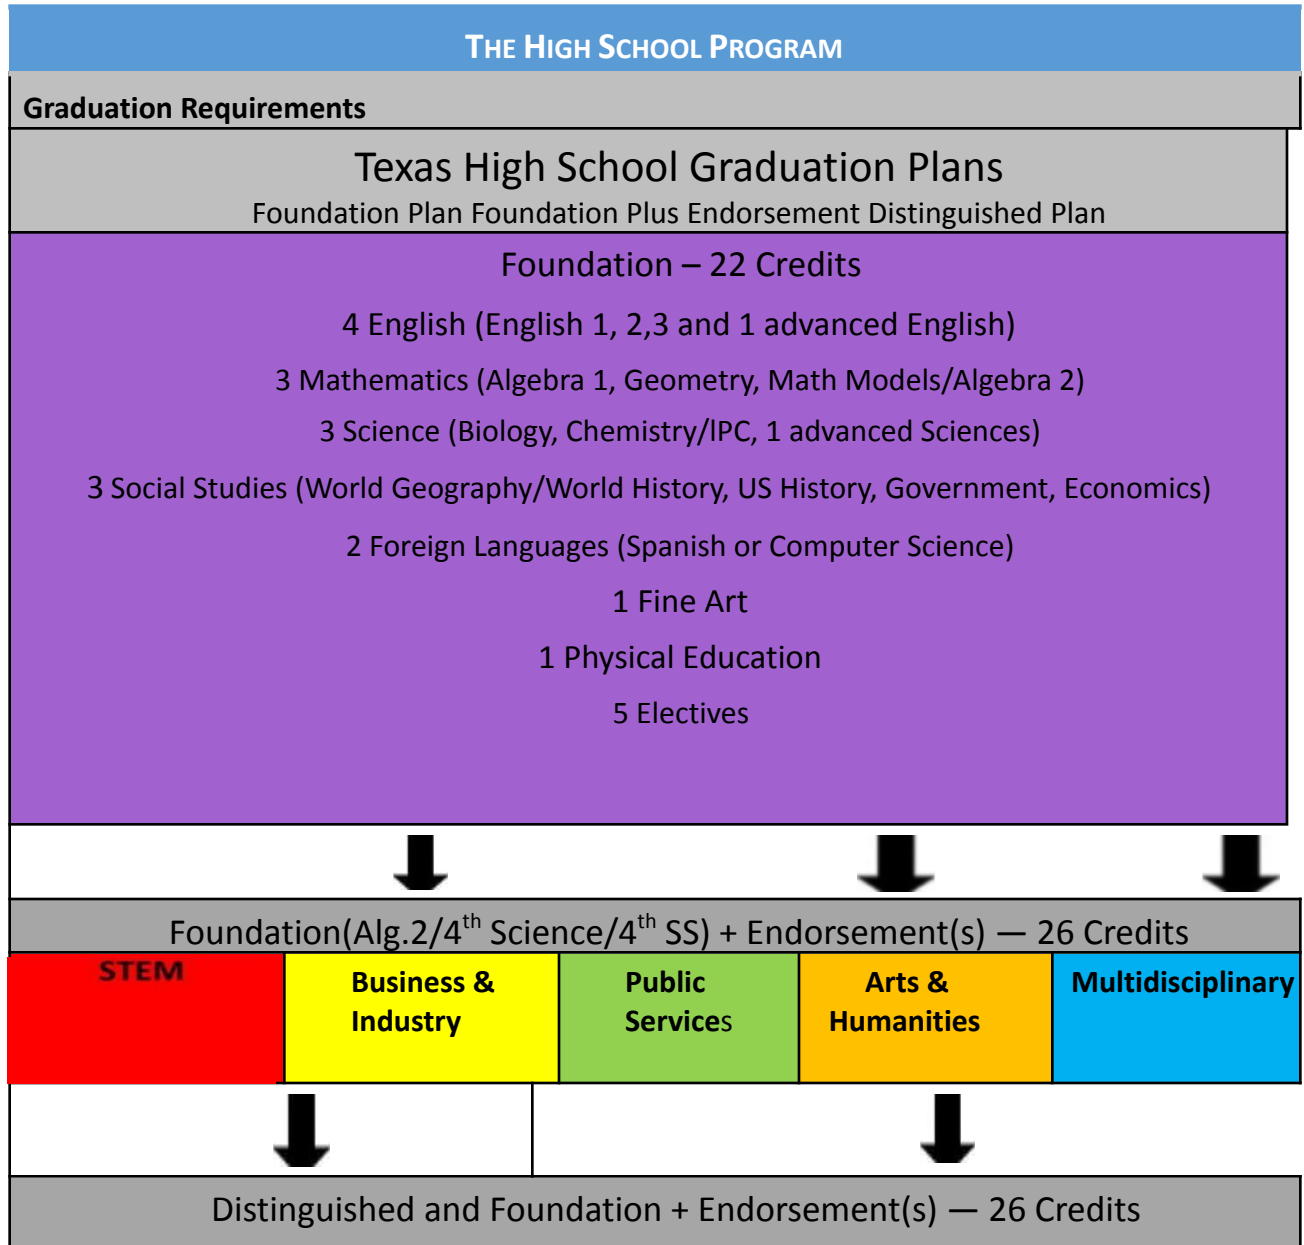 THE HIGH SCHOOL PROGRAM
Graduation Requirements
Texas High School Graduation Plans
Foundation Plan Foundation Plus Endorsement Distinguished Plan
Foundation – 22 Credits
4 English (English 1, 2,3 and 1 advanced English)
3 Mathematics (Algebra 1, Geometry, Math Models/Algebra 2)
3 Science (Biology, Chemistry/lPC, 1 advanced Sciences)
3 Social Studies (World Geography/World History, US History, Government, Economics)
2 Foreign Languages (Spanish or Computer Science)
1 Fine Art
1 Physical Education
5 Electives
Foundation(Alg.2/4th Science/4th SS) + Endorsement(s) — 26 Credits
STEM
Business &
Industry
Public
Services
Arts &
Humanities
Multidisciplinary
Distinguished and Foundation + Endorsement(s) — 26 Credits